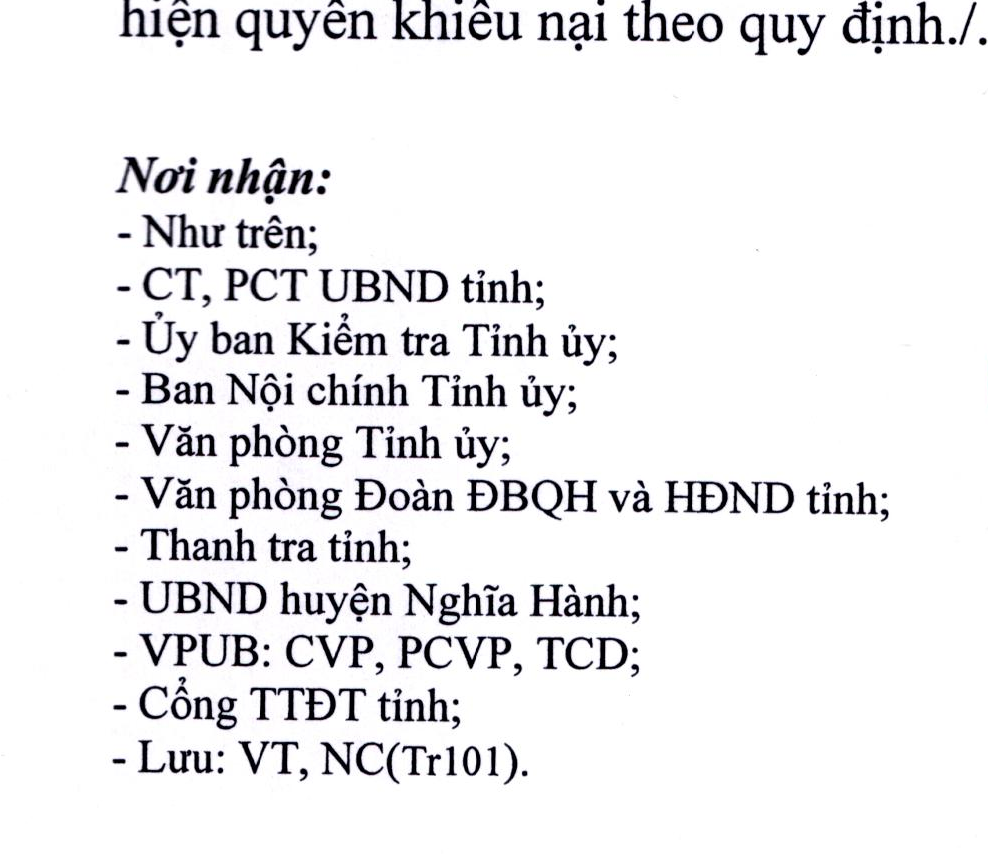 hiện quyền khiếu nại theo quy định./.
Nơi nhận:
- Như trên;
- CT, PCT UBND tỉnh;
- Ủy ban Kiểm tra Tỉnh ủy;
- Ban Nội chính Tỉnh ủy;
- Văn phòng Tỉnh ủy;
- Văn phòng Đoàn ĐBQH và HĐND tỉnh;
- Thanh tra tỉnh;
- UBND huyện Nghĩa Hành;
- VPUB: CVP, PCVP, TCD;
- Cổng TTĐT tỉnh;
- Lưu: VT, NC(Tr101).